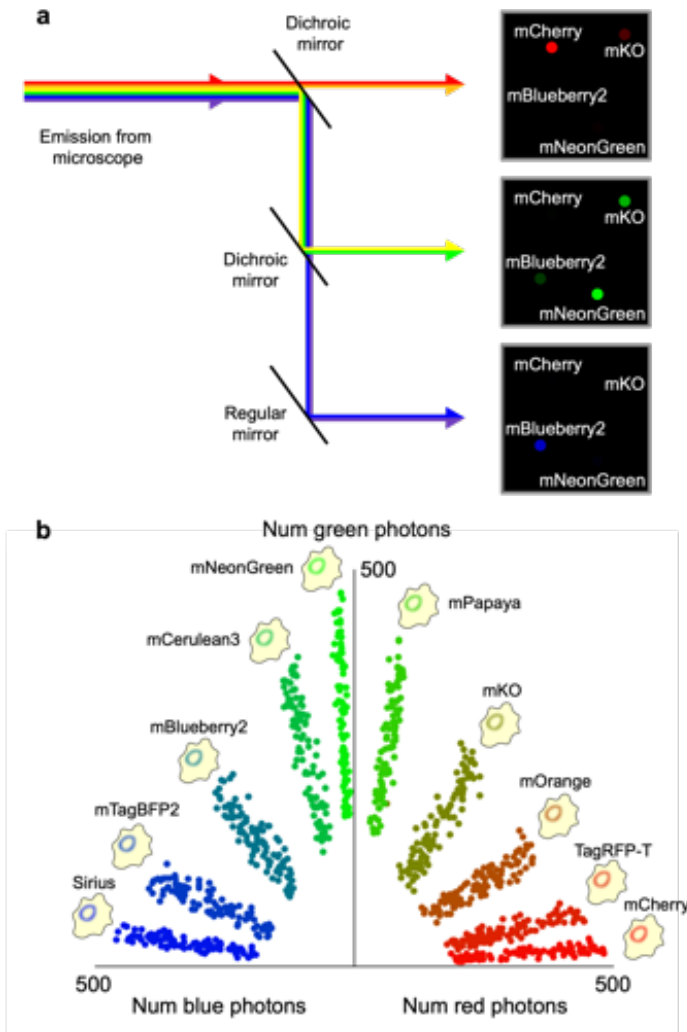 a
Dichroic
mirror
Emission from
microscope
Dichroic
mirror
Regular
mirror
mCherry
mKO
mBlueberry2
mNeonGreen
mCherry
mKO
mBlueberry2
mNeonGreen
mCherry
mKO
mBlueberry2
mNeonGreen
b
Num green photons
mNeonGreen
500
mPapaya
mCerulean3
mKO
mBlueberry2
mOrange
mTagBFP2
TagRFP-T
Sirius
mCherry
500
500
Num blue photons
Num red photons